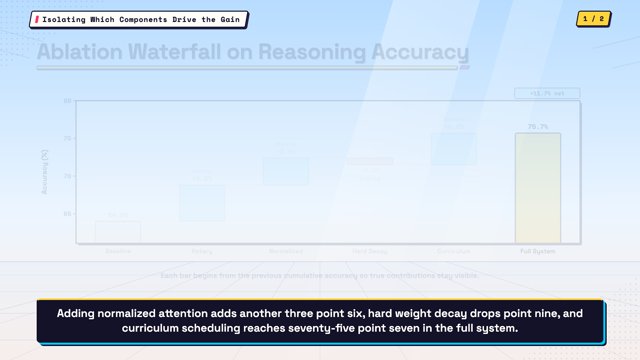 Isolating Which Components Drive the Gain
1 / 2
Ablation Waterfall on Reasoning Accuracy
+12.7% net
80
75.7%
75
70
65
Accuracy (%)
Baseline
Hard Decay
Curriculum
Full System
Each bar begins from the previous cumulative accuracy so true contributions stay visible.
Adding normalized attention adds another three point six, hard weight decay drops point nine, and
curriculum scheduling reaches seventy-five point seven in the full system.